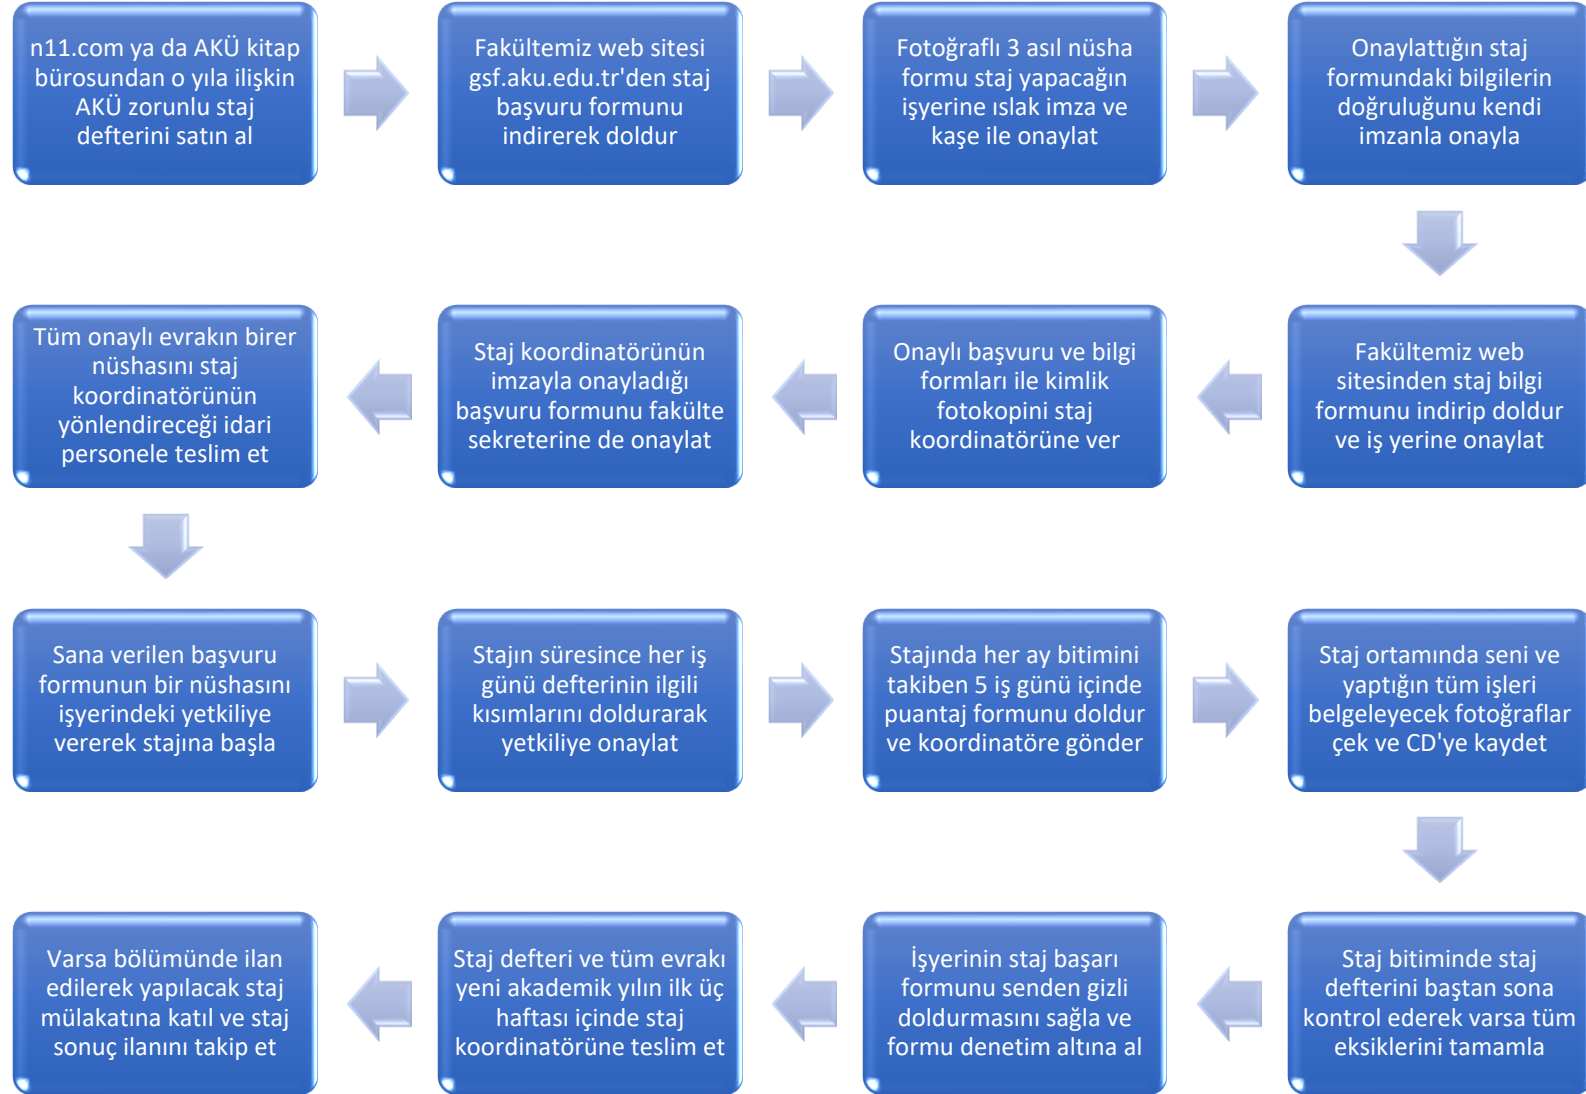 n11.com ya da AKÜ kitap
bürosundan o yıla ilişkin
AKÜ zorunlu staj
defterini satın al
Fakültemiz web sitesi
gsf.aku.edu.tr'den staj
başvuru formunu
indirerek doldur
Fotoğraflı 3 asıl nüsha
formu staj yapacağın
işyerine ıslak imza ve
kaşe ile onaylat
Onaylattığın staj
formundaki bilgilerin
doğruluğunu kendi
imzanla onayla
Fakültemiz web
sitesinden staj bilgi
formunu indirip doldur
ve iş yerine onaylat
Onaylı başvuru ve bilgi
formları ile kimlik
fotokopini staj
koordinatörüne ver
Staj koordinatörünün
imzayla onayladığı
başvuru formunu fakülte
sekreterine de onaylat
Tüm onaylı evrakın birer
nüshasını staj
koordinatörünün
yönlendireceği idari
personele teslim et
Sana verilen başvuru
formunun bir nüshasını
işyerindeki yetkiliye
vererek stajına başla
Stajın süresince her iş
günü defterinin ilgili
kısımlarını doldurarak
yetkiliye onaylat
Stajında her ay bitimini
takiben 5 iş günü içinde
puantaj formunu doldur
ve koordinatöre gönder
Staj ortamında seni ve
yaptığın tüm işleri
belgeleyecek fotoğraflar
çek ve CD'ye kaydet
Staj bitiminde staj
defterini baştan sona
kontrol ederek varsa tüm
eksiklerini tamamla
İşyerinin staj başarı
formunu senden gizli
doldurmasını sağla ve
formu denetim altına al
Staj defteri ve tüm evrakı
yeni akademik yılın ilk üç
haftası içinde staj
koordinatörüne teslim et
Varsa bölümünde ilan
edilerek yapılacak staj
mülakatına katıl ve staj
sonuç ilanını takip et